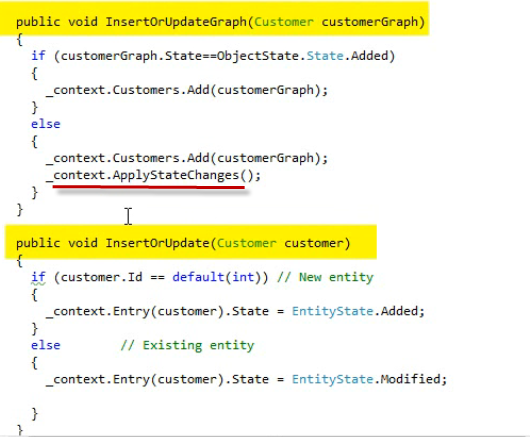 public void InsertOrUpdateGraph(Customer customerGraph)
{
if (customerGraph.State==ObjectState.State.Added)
{
_context.Customers.Add(customerGraph);
}
else
{
_context.Customers.Add(customerGraph);
_context.ApplyStateChanges();
}
}
public void InsertOrUpdate(Customer customer)
{
if (customer.Id == default(int)) // New entity
{
_context.Entry(customer).State = EntityState.Added;
}
else // Existing entity
{
_context.Entry(customer).State = EntityState.Modified;
}
}